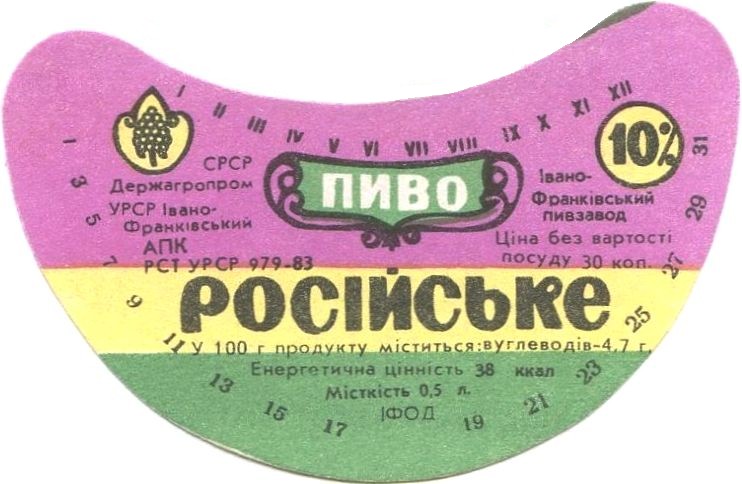 I II III IV V VI VII VIII IX X XI XII
10%
СРСР
Держагропром
УРСР Івано-
Франківський
АПК
РСТ УРСР 979-83
ПИВО
Івано-
Франківський
пивзавод
Ціна без вартості
посуду 30 коп.
РОСІЙСЬКЕ
У 100 г продукту міститься:вуглеводів-4,7 г.
Енергетична цінність 38 ккал
Місткість 0,5 л.
ІФОД
1 3 5 7 9 11 13 15 17 19 21 23 25 27 29 31